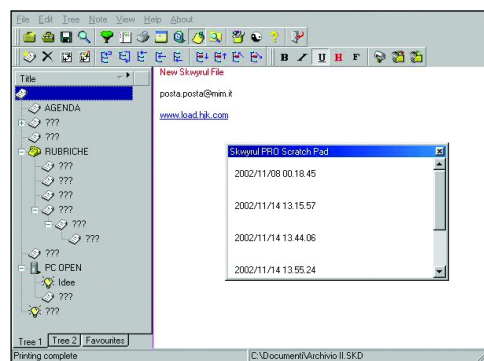 File Edit Tree Note View Help About
B I U H F
Title
New Skwyrul File
posta.posta@mim.it
www.load.hik.com
AGENDA
???
???
RUBRICHE
???
???
???
???
???
???
???
PC OPEN
Idee
???
???
Skwyrul PRO Scratch Pad
2002/11/08 00.18.45
2002/11/14 13.15.57
2002/11/14 13.44.06
2002/11/14 13.55.24
Tree 1 Tree 2 Favourites
Printing complete
C:\Documenti\Archivio II.SKD